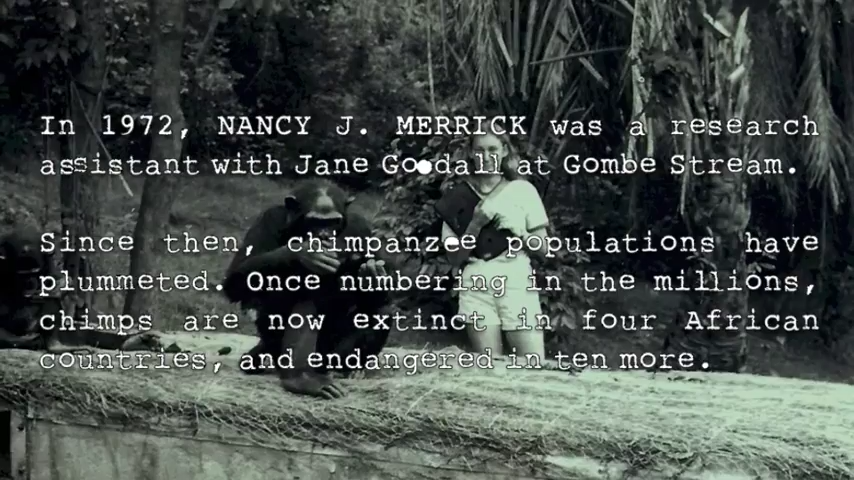 In 1972, NANCY J. MERRICK was a research
assistant with Jane Goodall at Gombe Stream.
Since then, chimpanzee populations have
plummeted. Once numbering in the millions,
chimps are now extinct in four African
countries, and endangered in ten more.